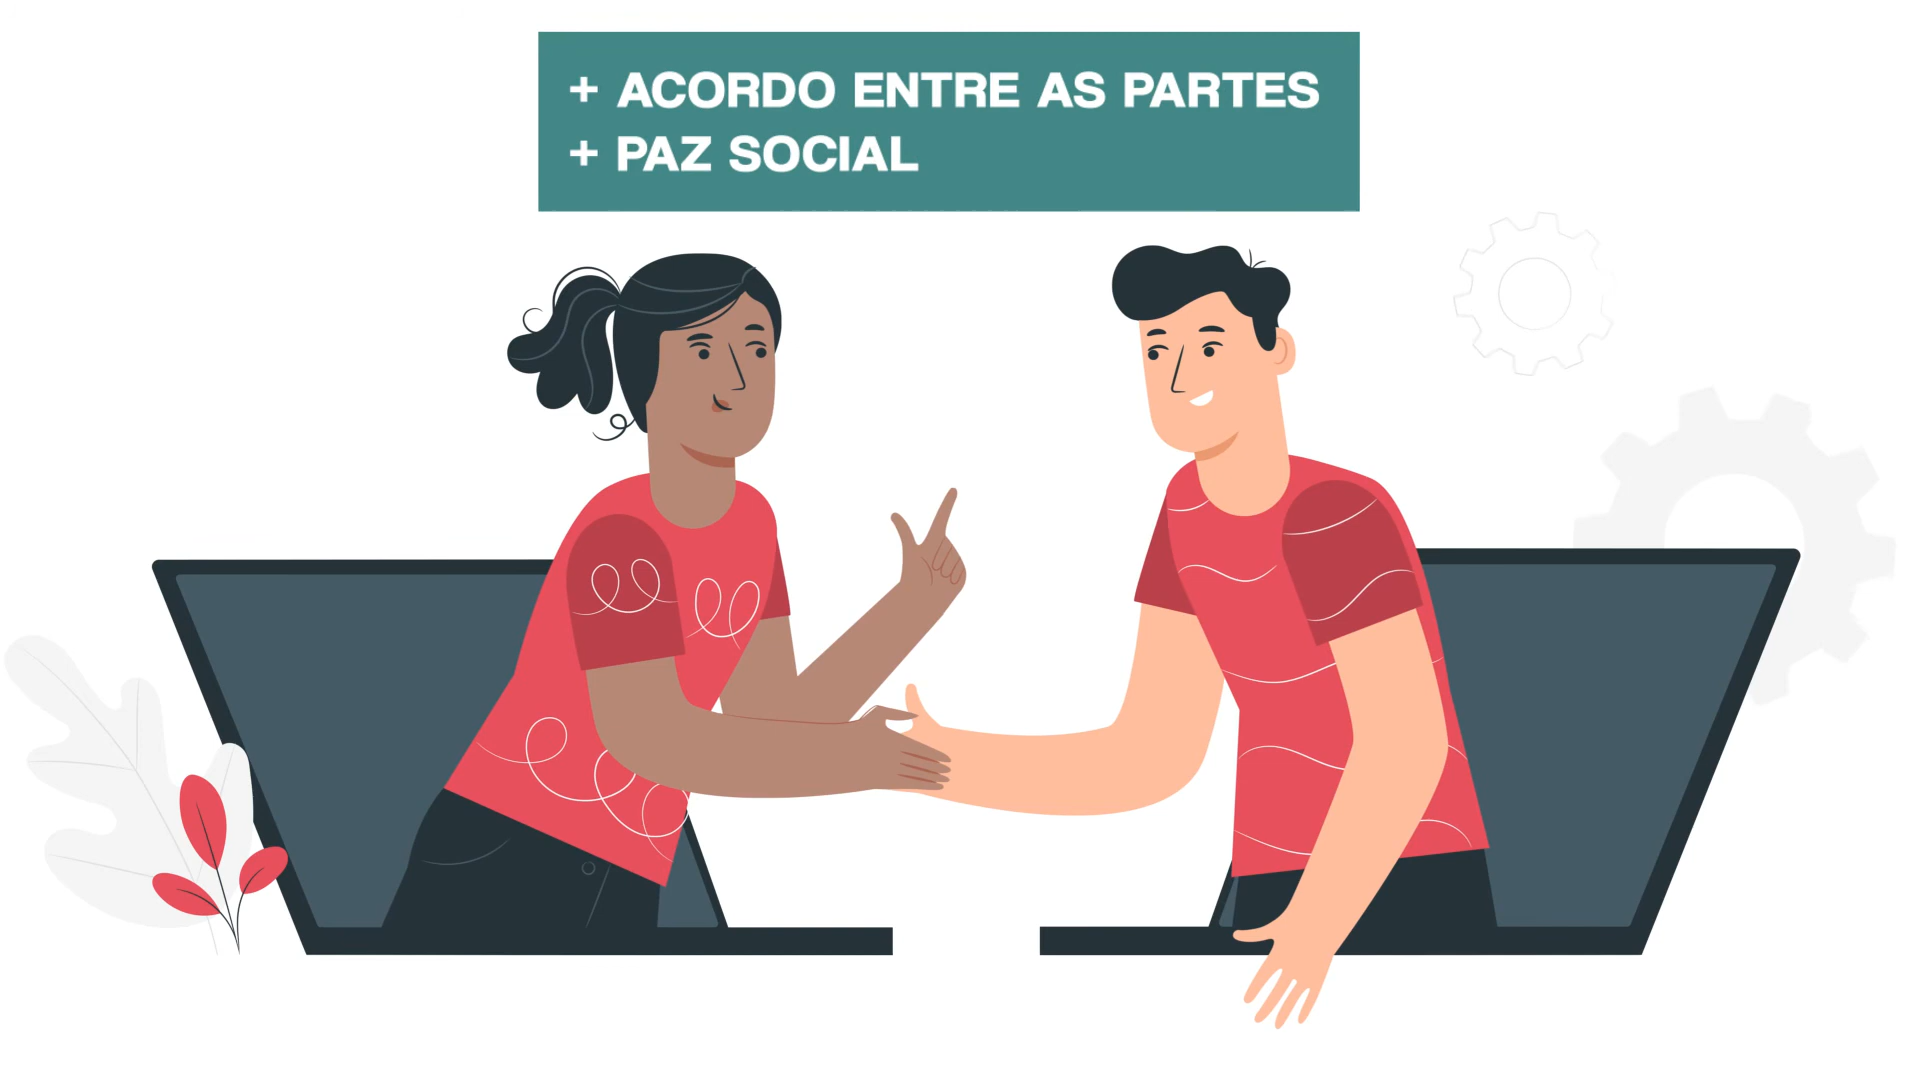 + ACORDO ENTRE AS PARTES
+ PAZ SOCIAL